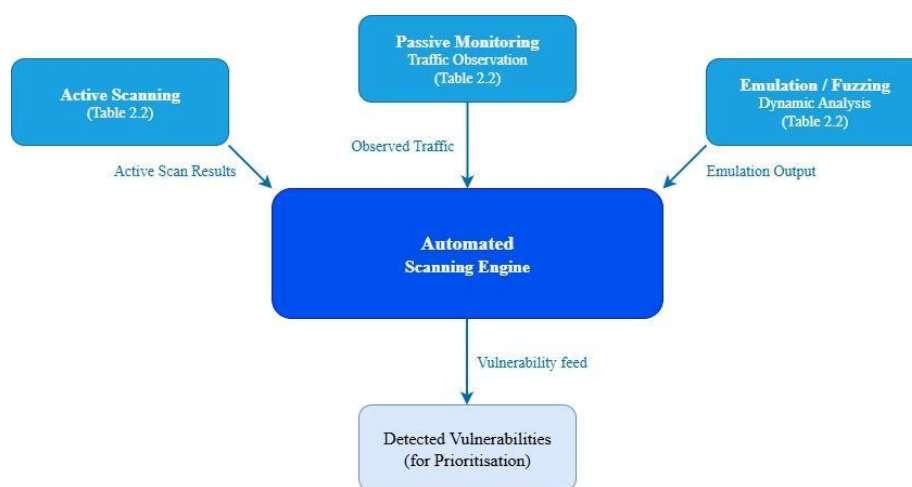 Passive Monitoring
Traffic Observation
(Table 2.2)
Active Scanning
(Table 2.2)
Emulation / Fuzzing
Dynamic Analysis
(Table 2.2)
Observed Traffic
Active Scan Results
Emulation Output
Automated
Scanning Engine
Vulnerability feed
Detected Vulnerabilities
(for Prioritisation)